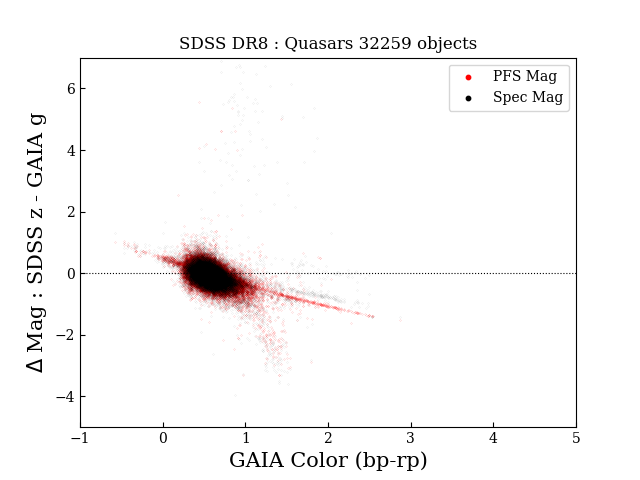 SDSS DR8 : Quasars 32259 objects
PFS Mag
Spec Mag
Δ Mag : SDSS z - GAIA g
6
4
2
0
−2
−4
−1 0 1 2 3 4 5
GAIA Color (bp-rp)